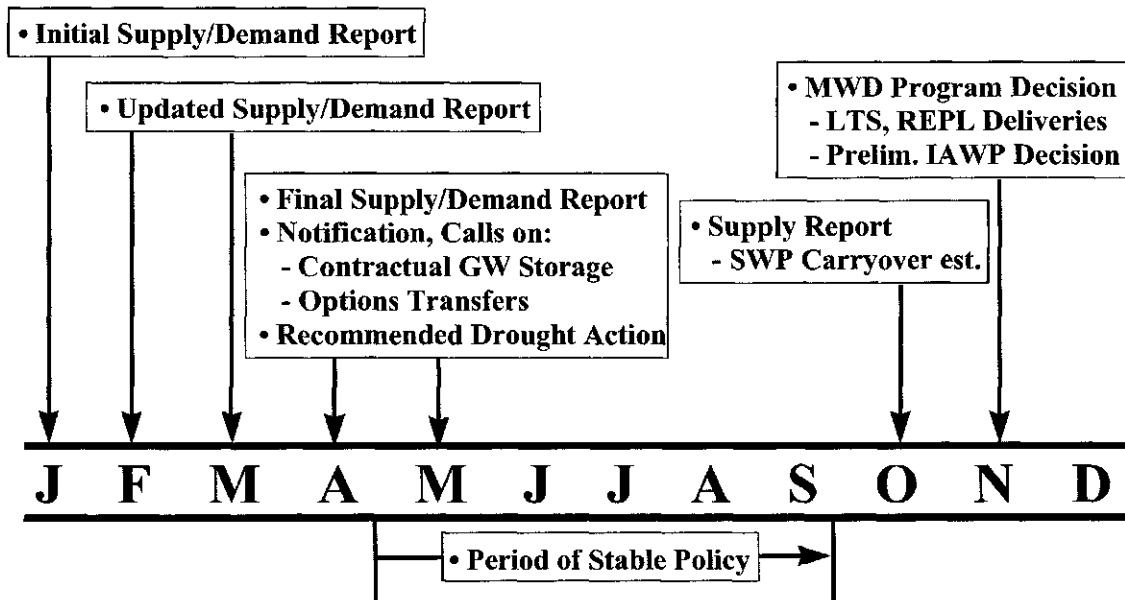 • Initial Supply/Demand Report
• Updated Supply/Demand Report
• MWD Program Decision
- LTS, REPL Deliveries
- Prelim. IAWP Decision
• Final Supply/Demand Report
• Notification, Calls on:
- Contractual GW Storage
- Options Transfers
• Recommended Drought Action
• Supply Report
- SWP Carryover est.
J F M A M J J A S O N D
• Period of Stable Policy